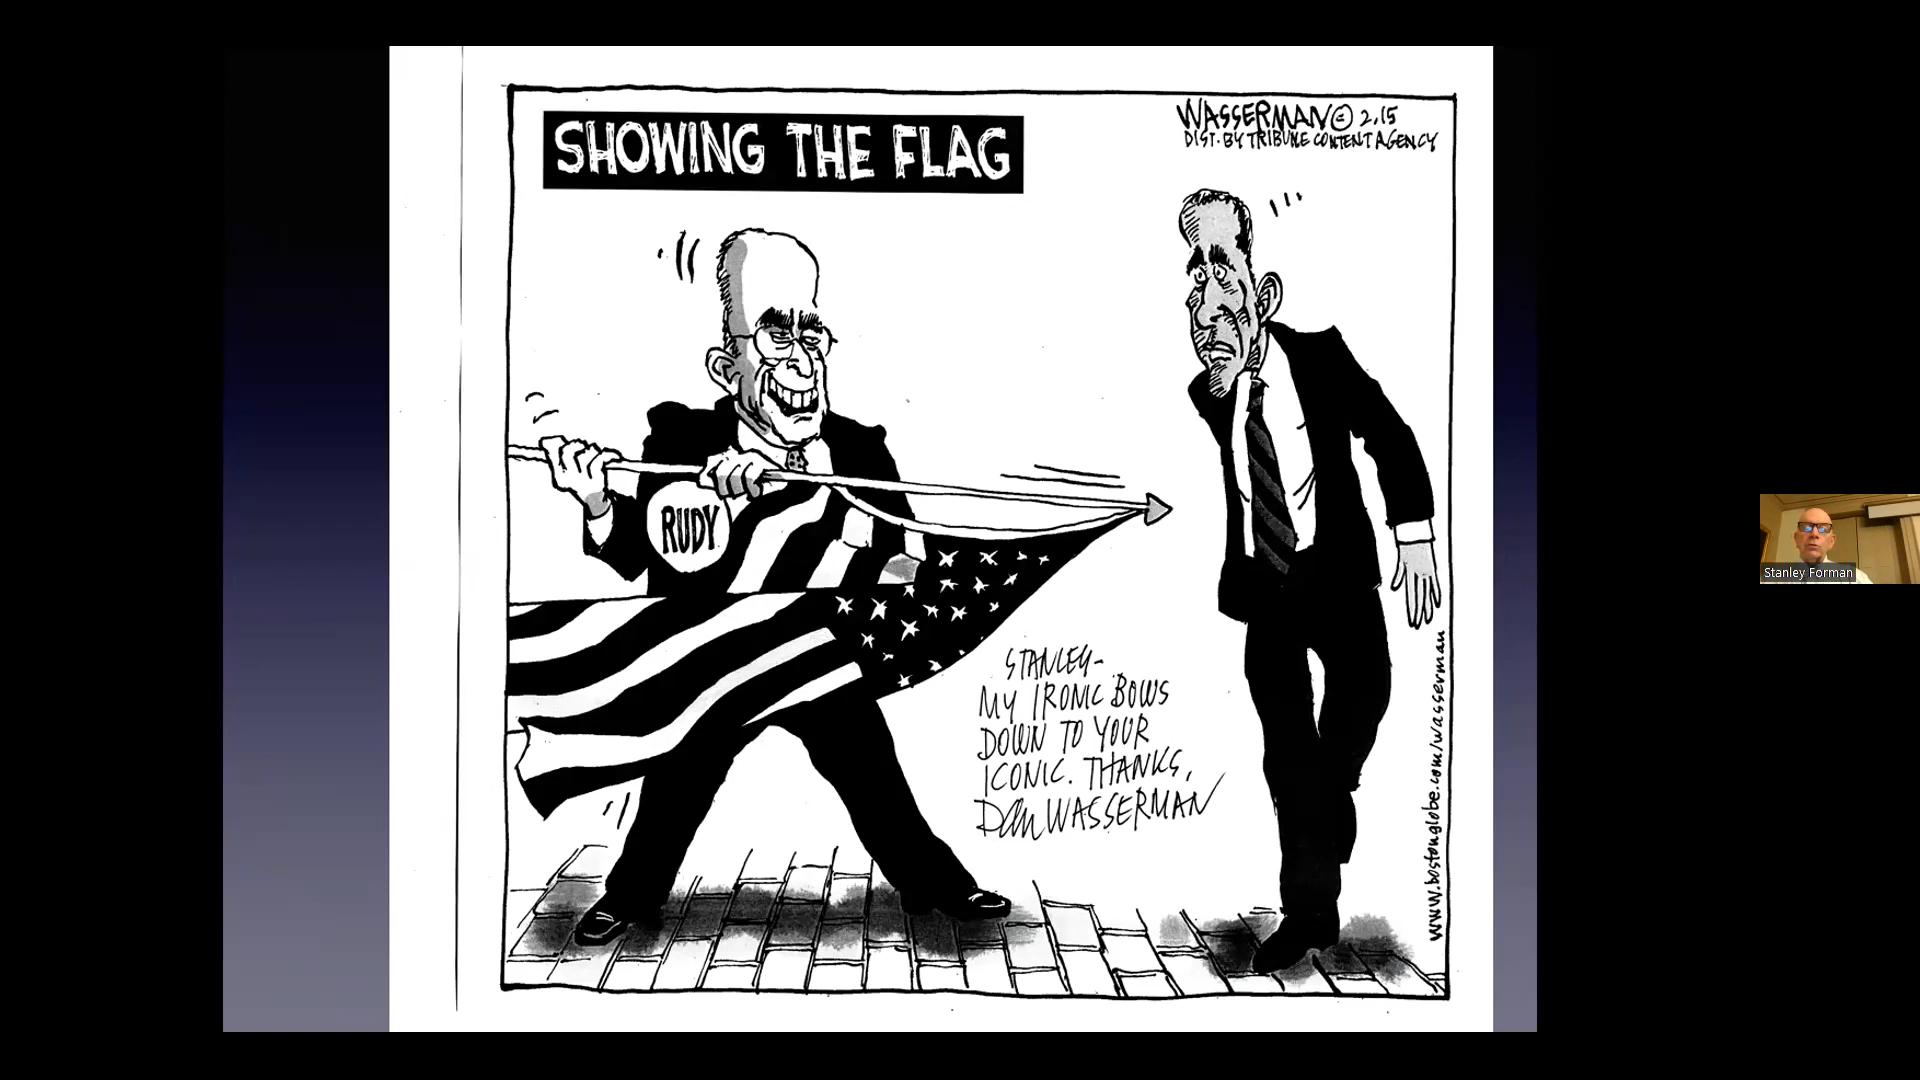 SHOWING THE FLAG
WASSERMAN © 2.15
DIST. BY TRIBUNE CONTENT AGENCY
RUDY
STANLEY-
MY IRONIC BOWS
DOWN TO YOUR
ICONIC. THANKS,
Dan WASSERMAN
www.bostonglobe.com/wasserman
Stanley Forman